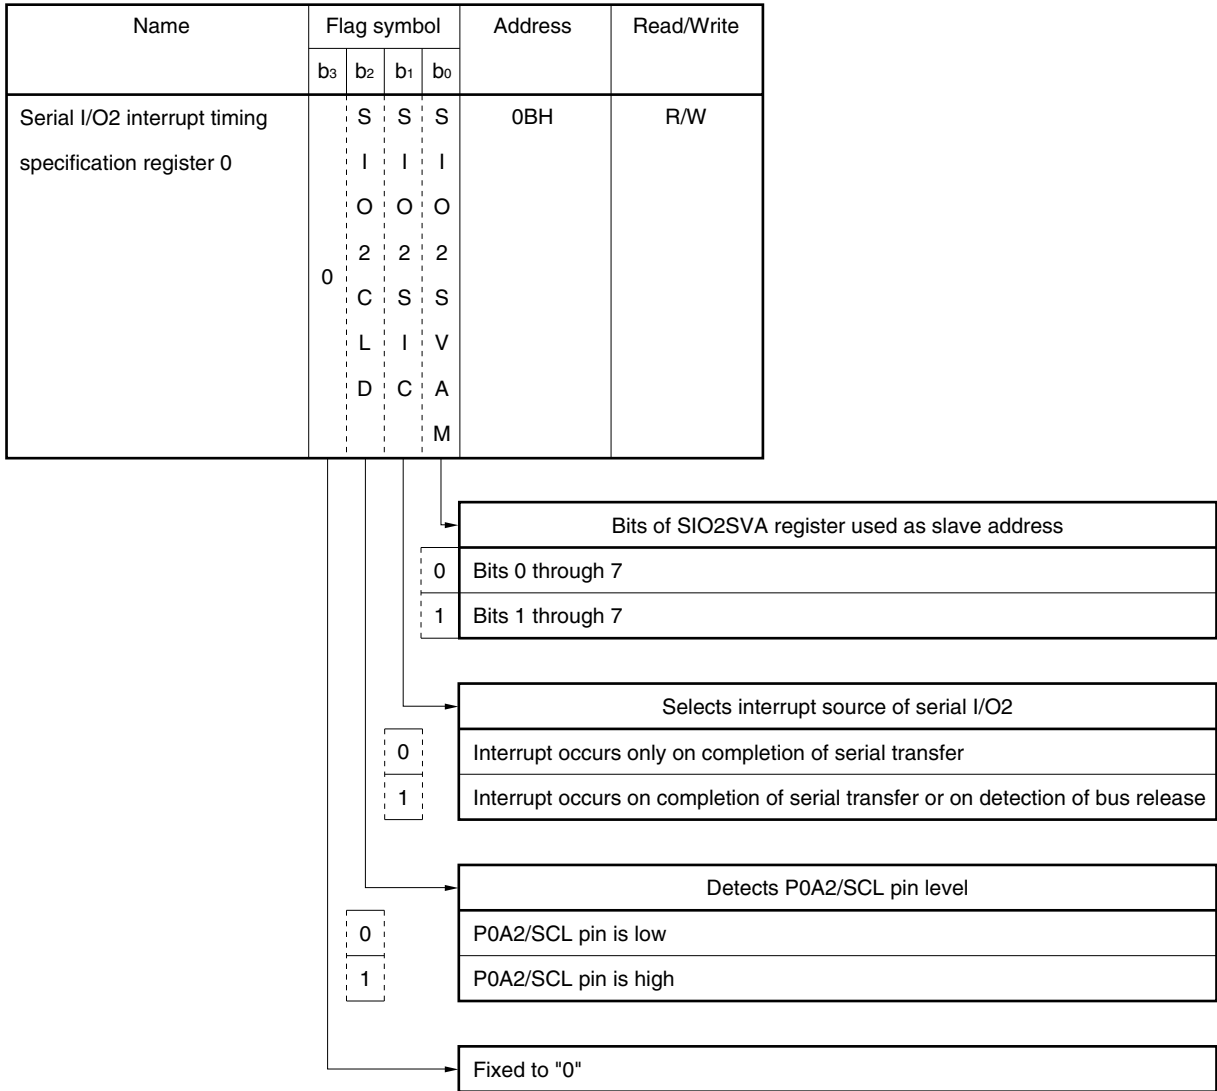 Name Flag symbol Address Read/Write
b3 b2 b1 b0
Serial I/O2 interrupt timing specification register 0
0
SIO2CLD
SIO2SIC
SIO2SVAM
0BH
R/W
Bits of SIO2SVA register used as slave address
0 Bits 0 through 7
1 Bits 1 through 7
Selects interrupt source of serial I/O2
0 Interrupt occurs only on completion of serial transfer
1 Interrupt occurs on completion of serial transfer or on detection of bus release
Detects P0A2/SCL pin level
0 P0A2/SCL pin is low
1 P0A2/SCL pin is high
Fixed to "0"